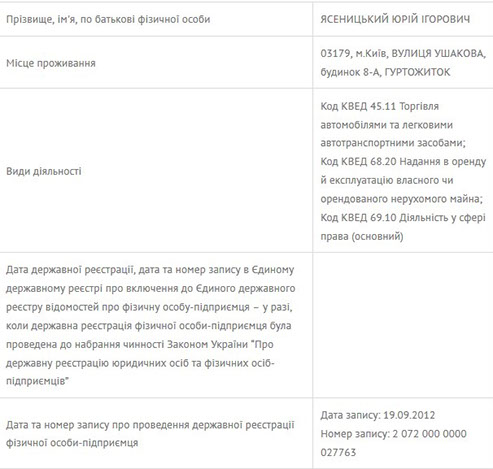 Прізвище, ім'я, по батькові фізичної особи
ЯСЕНИЦЬКИЙ ЮРІЙ ІГОРОВИЧ
Місце проживання
03179, м.Київ, ВУЛИЦЯ УШАКОВА,
будинок 8-А, ГУРТОЖИТОК
Види діяльності
Код КВЕД 45.11 Торгівля
автомобілями та легковими
автотранспортними засобами;
Код КВЕД 68.20 Надання в оренду
й експлуатацію власного чи
орендованого нерухомого майна;
Код КВЕД 69.10 Діяльність у сфері
права (основний)
Дата державної реєстрації, дата та номер запису в Єдиному
державному реєстрі про включення до Єдиного державного
реєстру відомостей про фізичну особу-підприємця – у разі,
коли державна реєстрація фізичної особи-підприємця була
проведена до набрання чинності Законом України "Про
державну реєстрацію юридичних осіб та фізичних осіб-
підприємців"
Дата та номер запису про проведення державної реєстрації
фізичної особи-підприємця
Дата запису: 19.09.2012
Номер запису: 2 072 000 0000
027763